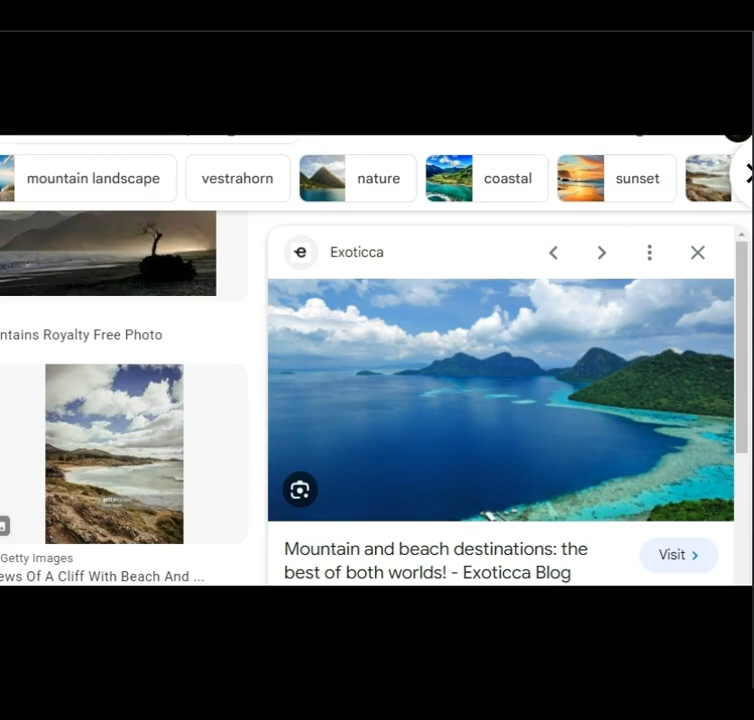 mountain landscape
vestrahorn
nature
coastal
sunset
Exoticca
ntains Royalty Free Photo
Getty Images
ews Of A Cliff With Beach And ...
Mountain and beach destinations: the
best of both worlds! - Exoticca Blog
Visit